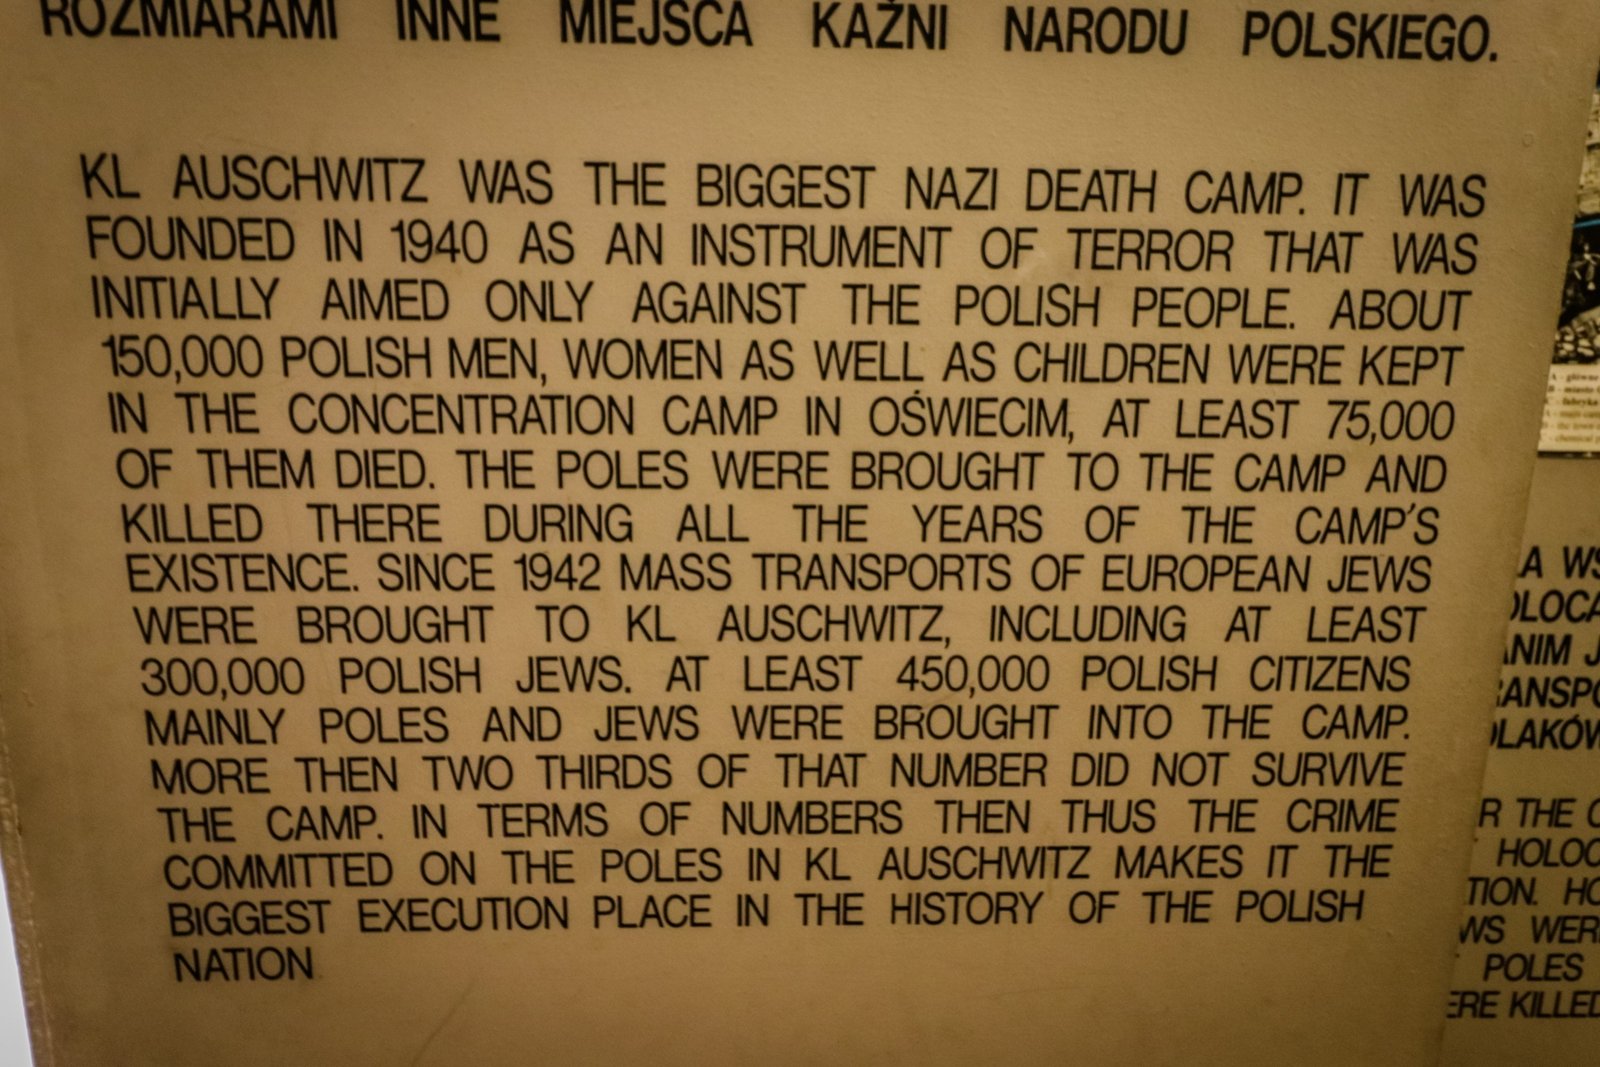 ROZMIARAMI INNE MIEJSCA KAŹNI NARODU POLSKIEGO.
KL AUSCHWITZ WAS THE BIGGEST NAZI DEATH CAMP. IT WAS
FOUNDED IN 1940 AS AN INSTRUMENT OF TERROR THAT WAS
INITIALLY AIMED ONLY AGAINST THE POLISH PEOPLE. ABOUT
150,000 POLISH MEN, WOMEN AS WELL AS CHILDREN WERE KEPT
IN THE CONCENTRATION CAMP IN OŚWIECIM, AT LEAST 75,000
OF THEM DIED. THE POLES WERE BROUGHT TO THE CAMP AND
KILLED THERE DURING ALL THE YEARS OF THE CAMP'S
EXISTENCE. SINCE 1942 MASS TRANSPORTS OF EUROPEAN JEWS
WERE BROUGHT TO KL AUSCHWITZ, INCLUDING AT LEAST
300,000 POLISH JEWS. AT LEAST 450,000 POLISH CITIZENS
MAINLY POLES AND JEWS WERE BROUGHT INTO THE CAMP.
MORE THEN TWO THIRDS OF THAT NUMBER DID NOT SURVIVE
THE CAMP. IN TERMS OF NUMBERS THEN THUS THE CRIME
COMMITTED ON THE POLES IN KL AUSCHWITZ MAKES IT THE
BIGGEST EXECUTION PLACE IN THE HISTORY OF THE POLISH
NATION
THE
POLES
KILLED